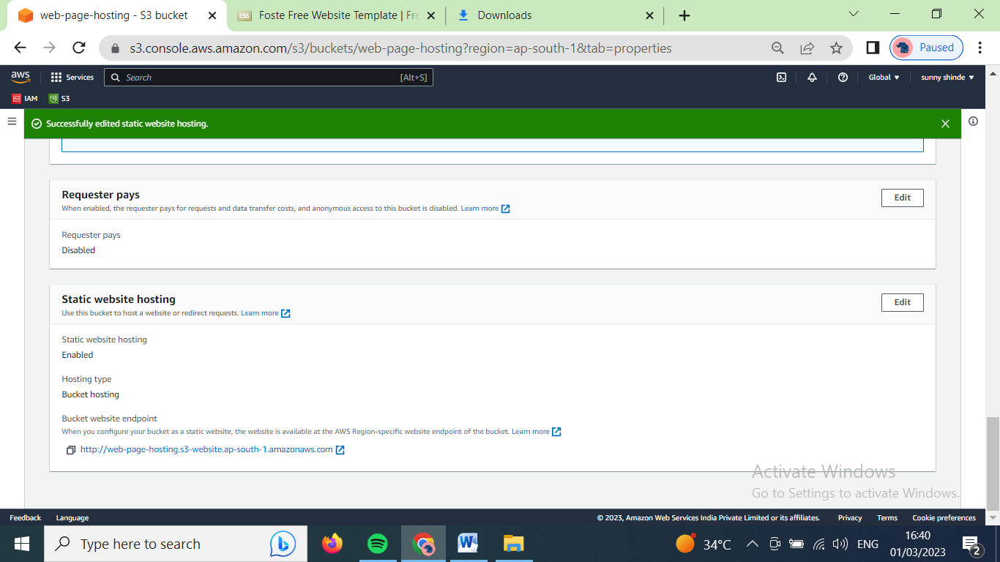 web-page-hosting - S3 bucket
Foste Free Website Template | Fre
Downloads
s3.console.aws.amazon.com/s3/buckets/web-page-hosting?region=ap-south-1&tab=properties
Paused
aws
Services
Search
[Alt+S]
Global
sunny shinde
IAM
S3
Successfully edited static website hosting.
Requester pays
Edit
When enabled, the requester pays for requests and data transfer costs, and anonymous access to this bucket is disabled. Learn more
Requester pays
Disabled
Static website hosting
Edit
Use this bucket to host a website or redirect requests. Learn more
Static website hosting
Enabled
Hosting type
Bucket hosting
Bucket website endpoint
When you configure your bucket as a static website, the website is available at the AWS Region-specific website endpoint of the bucket. Learn more
http://web-page-hosting.s3-website.ap-south-1.amazonaws.com
Activate Windows
Go to Settings to activate Windows.
Feedback
Language
© 2023, Amazon Web Services India Private Limited or its affiliates.
Privacy
Terms
Cookie preferences
Type here to search
34°C
ENG
16:40
01/03/2023
2